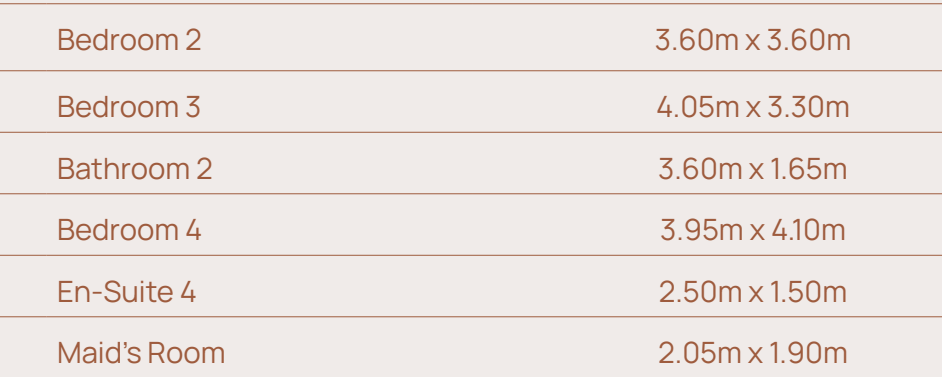 Bedroom 2 3.60m x 3.60m
Bedroom 3 4.05m x 3.30m
Bathroom 2 3.60m x 1.65m
Bedroom 4 3.95m x 4.10m
En-Suite 4 2.50m x 1.50m
Maid's Room 2.05m x 1.90m